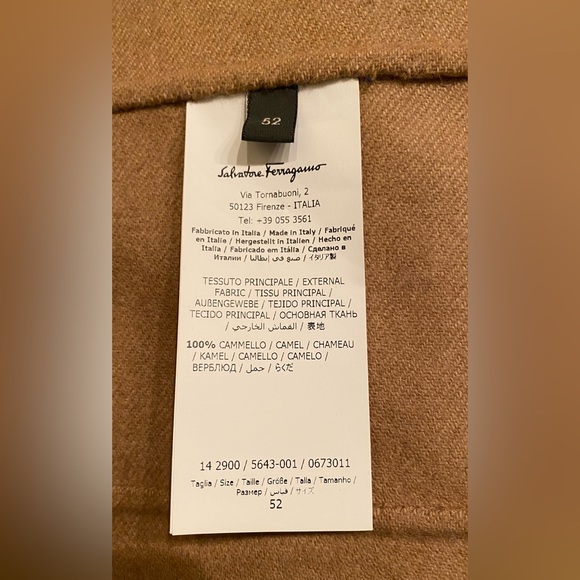 52
Salvatore Ferragamo
Via Tornabuoni, 2
50123 Firenze - ITALIA
Tel: +39 055 3561
Fabbricato in Italia / Made in Italy / Fabriqué
en Italie / Hergestellt in Italien / Hecho en
Italia / Fabricado em Itália / Сделано в
Италии / صنع في إيطاليا / イタリア製
TESSUTO PRINCIPALE / EXTERNAL
FABRIC / TISSU PRINCIPAL /
AUßENGEWEBE / TEJIDO PRINCIPAL /
TECIDO PRINCIPAL / ОСНОВНАЯ ТКАНЬ
/ القماش الخارجي / 表地
100% CAMMELLO / CAMEL / CHAMEAU
/ KAMEL / CAMELLO / CAMELO /
ВЕРБЛЮД / جمل / らくだ
14 2900 / 5643-001 / 0673011
Taglia / Size / Taille / Größe / Talla / Tamanho /
Размер / قياس / サイズ
52